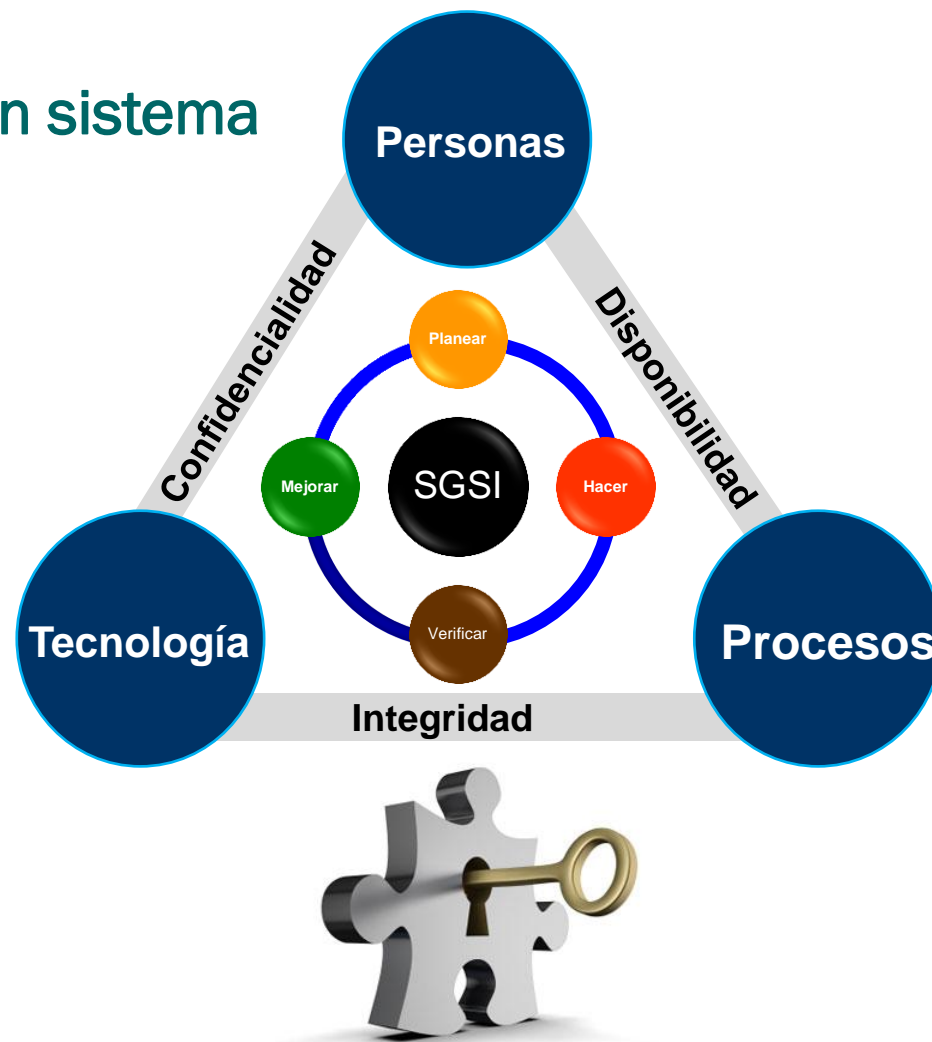 n sistema
Personas
Confidencialidad
Disponibilidad
Planear
Mejorar
SGSI
Hacer
Verificar
Tecnología
Procesos
Integridad